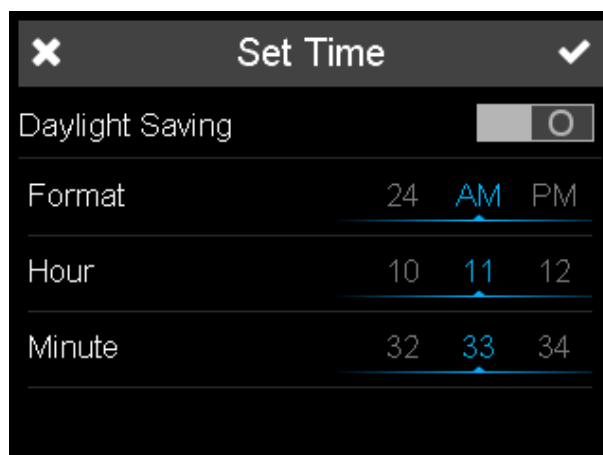 Set Time
Daylight Saving O
Format 24 AM PM
Hour 10 11 12
Minute 32 33 34